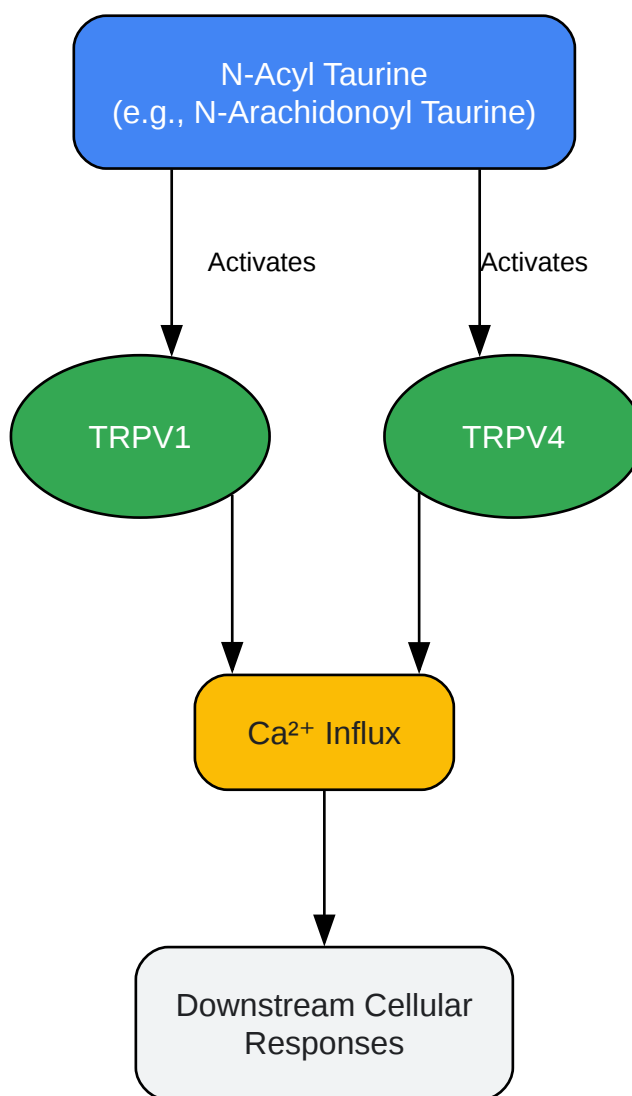 N-Acyl Taurine
(e.g., N-Arachidonoyl Taurine)
Activates
Activates
TRPV1
TRPV4
Ca²⁺ Influx
Downstream Cellular
Responses